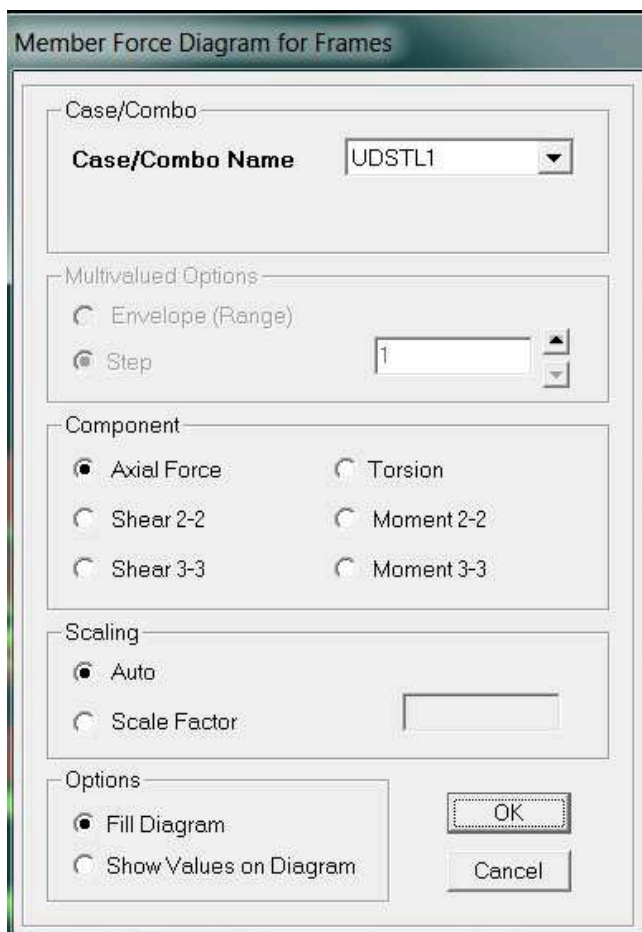 Member Force Diagram for Frames
Case/Combo
Case/Combo Name UDSTL1
Multivalued Options
Envelope (Range)
Step 1
Component
Axial Force Torsion
Shear 2-2 Moment 2-2
Shear 3-3 Moment 3-3
Scaling
Auto
Scale Factor
Options
Fill Diagram
Show Values on Diagram
OK
Cancel